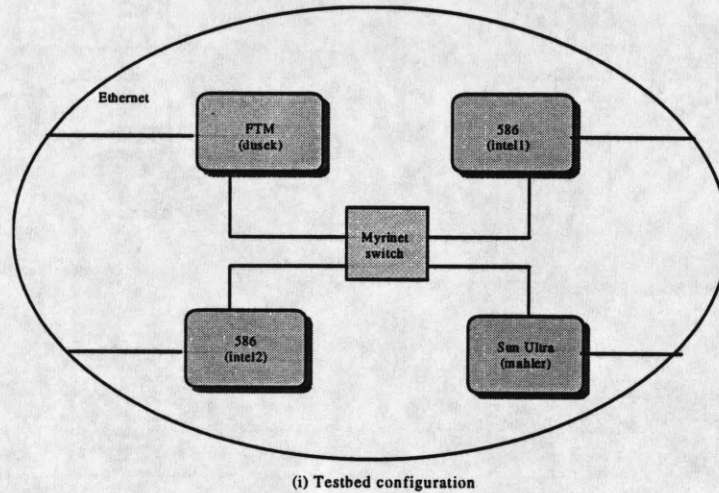 Ethernet
FTM
(dusek)
586
(intel1)
Myrinet
switch
586
(intel2)
Sun Ultra
(mahler)
(i) Testbed configuration